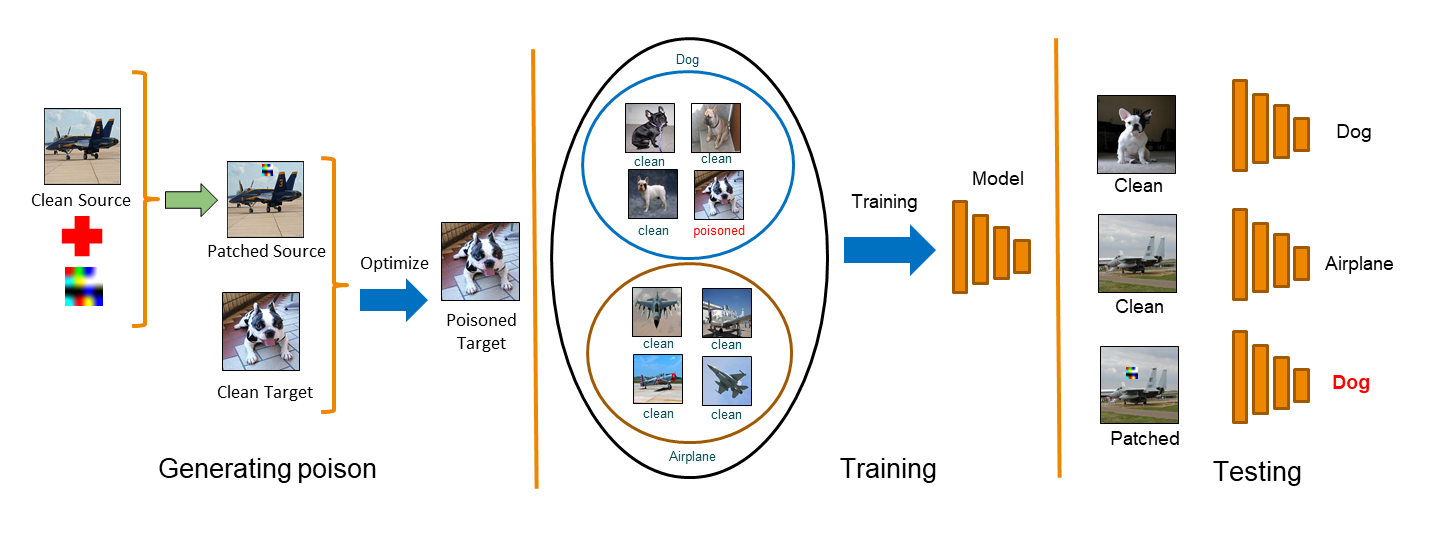 Clean Source
Patched Source
Clean Target
Optimize
Poisoned
Target
Generating poison
Dog
clean
clean
clean
poisoned
clean
clean
clean
clean
Airplane
Training
Model
Training
Clean
Dog
Clean
Airplane
Patched
Dog
Testing